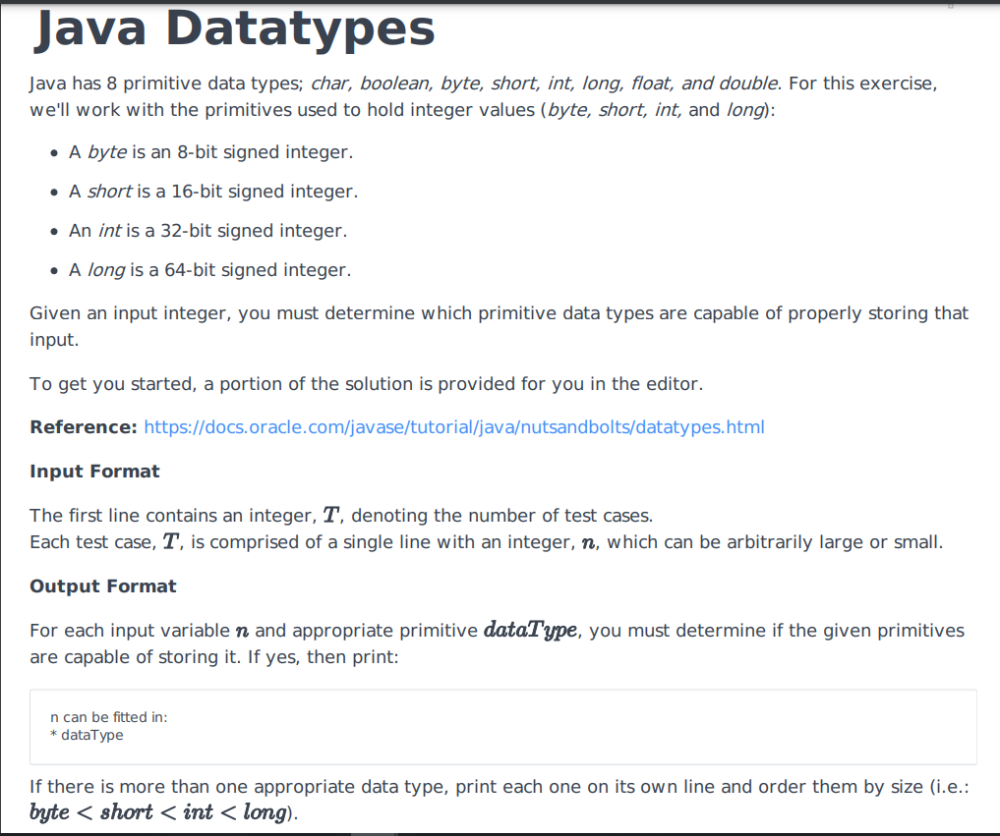 Java Datatypes
Java has 8 primitive data types; char, boolean, byte, short, int, long, float, and double. For this exercise,
we'll work with the primitives used to hold integer values (byte, short, int, and long):
• A byte is an 8-bit signed integer.
• A short is a 16-bit signed integer.
• An int is a 32-bit signed integer.
• A long is a 64-bit signed integer.
Given an input integer, you must determine which primitive data types are capable of properly storing that
input.
To get you started, a portion of the solution is provided for you in the editor.
Reference: https://docs.oracle.com/javase/tutorial/java/nutsandbolts/datatypes.html
Input Format
The first line contains an integer, T, denoting the number of test cases.
Each test case, T, is comprised of a single line with an integer, n, which can be arbitrarily large or small.
Output Format
For each input variable n and appropriate primitive dataType, you must determine if the given primitives
are capable of storing it. If yes, then print:
n can be fitted in:
* dataType
If there is more than one appropriate data type, print each one on its own line and order them by size (i.e.:
byte < short < int < long).